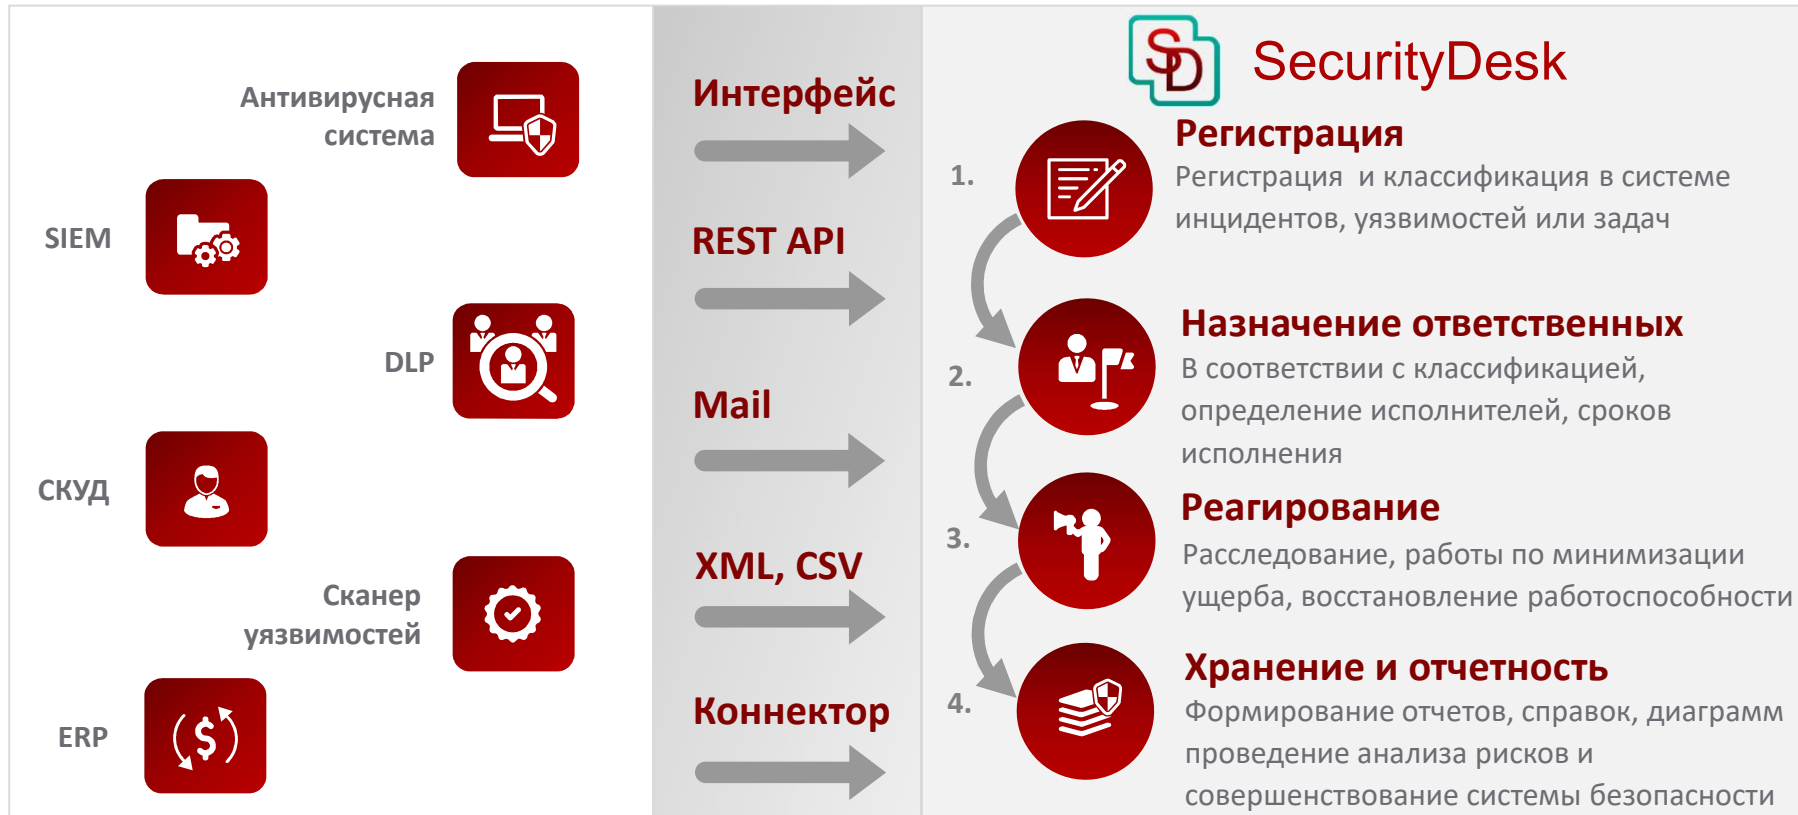 Антивирусная
система
SIEM
DLP
СКУД
Сканер
уязвимостей
ERP
Интерфейс
REST API
Mail
XML, CSV
Коннектор
SD SecurityDesk
1.
Регистрация
Регистрация и классификация в системе
инцидентов, уязвимостей или задач
2.
Назначение ответственных
В соответствии с классификацией,
определение исполнителей, сроков
исполнения
3.
Реагирование
Расследование, работы по минимизации
ущерба, восстановление работоспособности
4.
Хранение и отчетность
Формирование отчетов, справок, диаграмм
проведение анализа рисков и
совершенствование системы безопасности